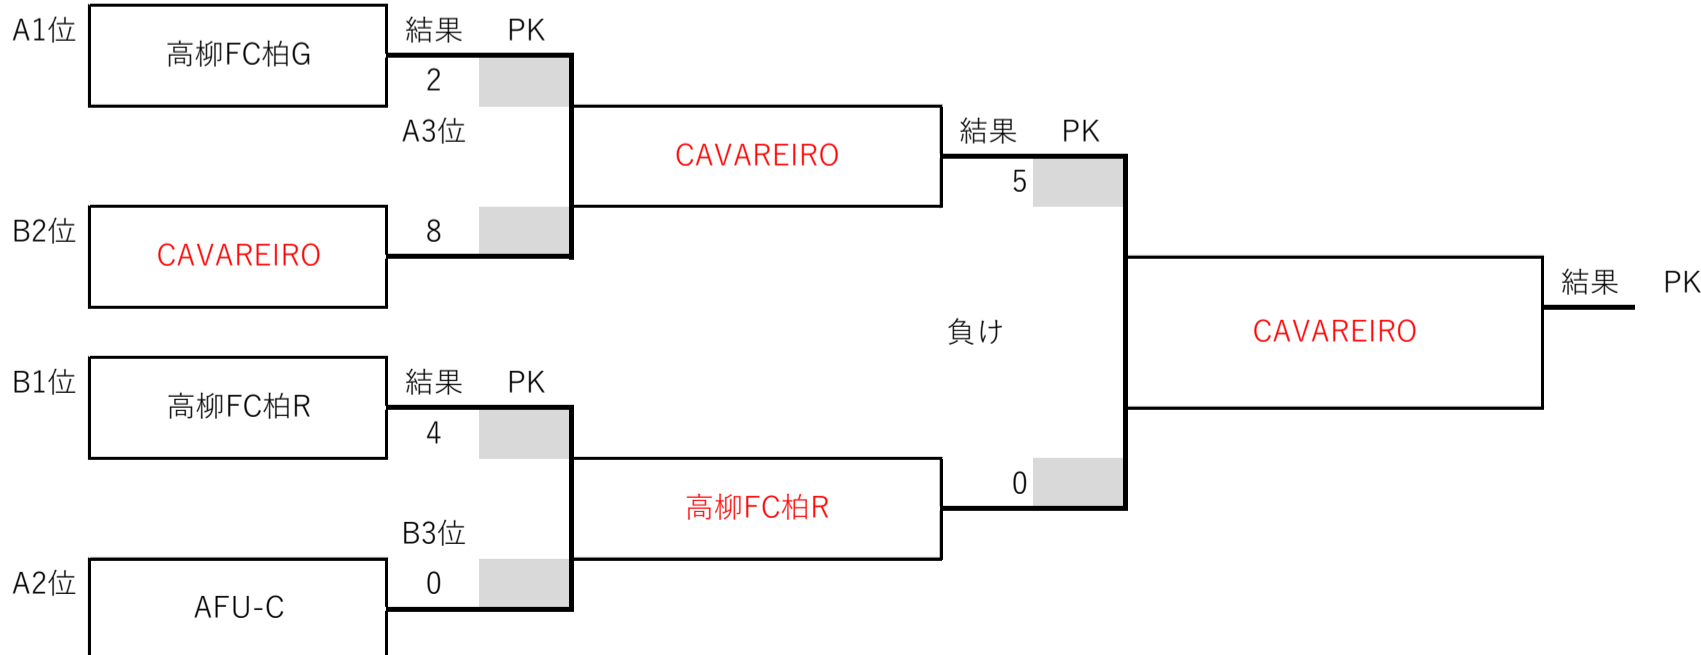 A1位
高柳FC柏G
結果 PK
2
A3位
CAVAREIRO
結果 PK
5
B2位
CAVAREIRO
8
CAVAREIRO
結果 PK
負け
B1位
高柳FC柏R
結果 PK
4
高柳FC柏R
0
B3位
A2位
AFU-C
0